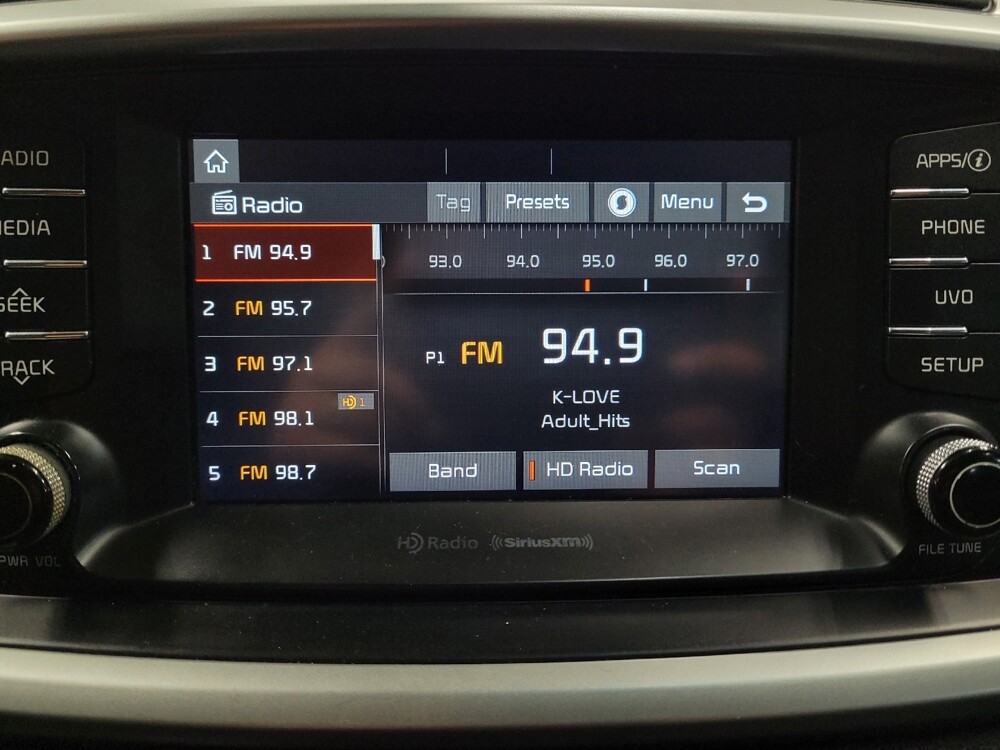 ADIO
MEDIA
SEEK
TRACK
PWR VOL
Radio
Tag
Presets
Menu
1 FM 94.9
2 FM 95.7
3 FM 97.1
4 FM 98.1 HD 1
5 FM 98.7
93.0 94.0 95.0 96.0 97.0
P1 FM 94.9
K-LOVE
Adult_Hits
Band
HD Radio
Scan
HD Radio ((SiriusXM))
APPS/i
PHONE
UVO
SETUP
FILE TUNE